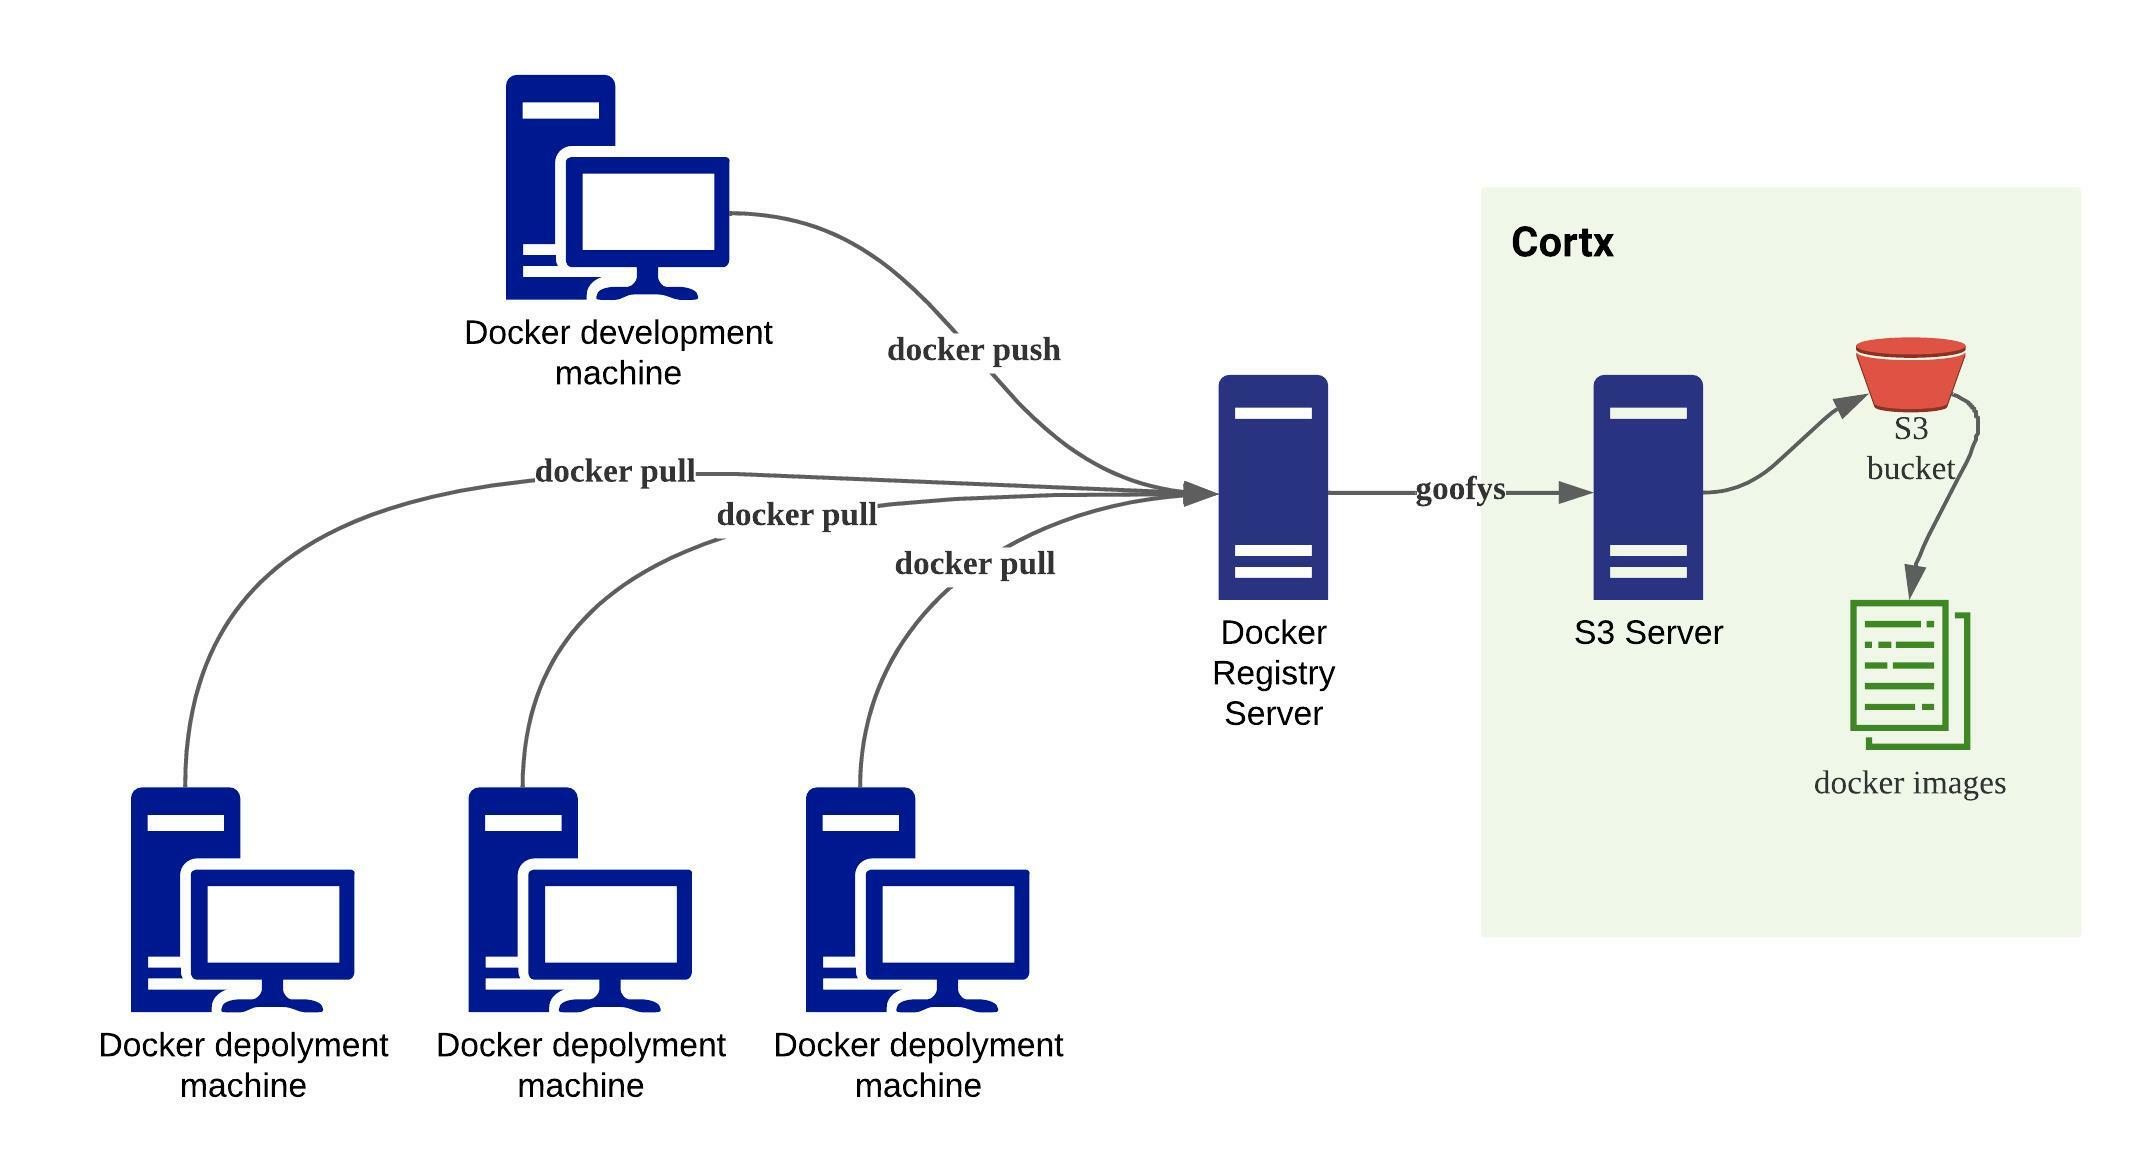 Docker development
machine
docker push
Cortx
docker pull
docker pull
docker pull
goofys
S3
bucket
Docker
Registry
Server
S3 Server
docker images
Docker depolyment
machine
Docker depolyment
machine
Docker depolyment
machine